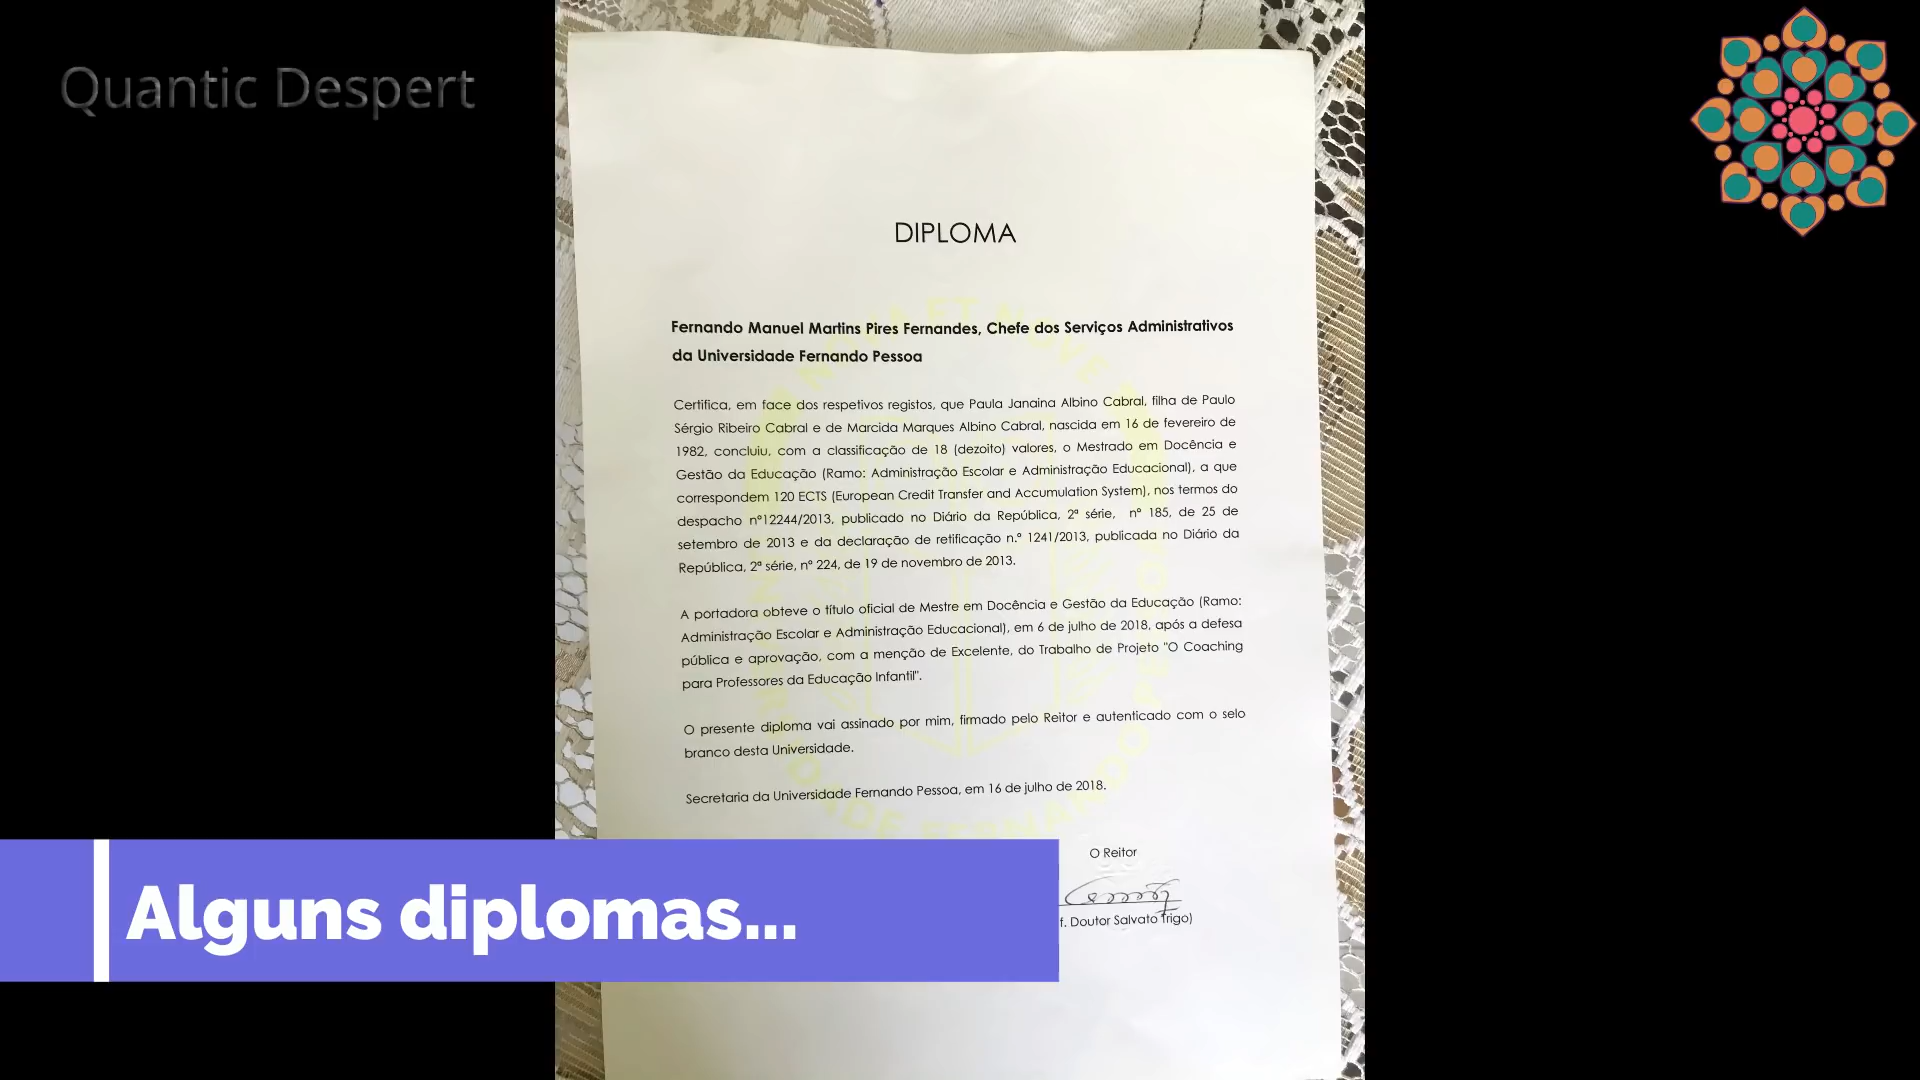 Quantic Despert
DIPLOMA
Fernando Manuel Martins Pires Fernandes, Chefe dos Serviços Administrativos
da Universidade Fernando Pessoa
Certifica, em face dos respetivos registos, que Paula Janaina Albino Cabral, filha de Paulo
Sérgio Ribeiro Cabral e de Marcida Marques Albino Cabral, nascida em 16 de fevereiro de
1982, concluiu, com a classificação de 18 (dezoito) valores, o Mestrado em Docência e
Gestão da Educação (Ramo: Administração Escolar e Administração Educacional), a que
correspondem 120 ECTS (European Credit Transfer and Accumulation System), nos termos do
despacho nº12244/2013, publicado no Diário da República, 2ª série, nº 185, de 25 de
setembro de 2013 e da declaração de retificação n.º 1241/2013, publicada no Diário da
República, 2ª série, nº 224, de 19 de novembro de 2013.
A portadora obteve o título oficial de Mestre em Docência e Gestão da Educação (Ramo:
Administração Escolar e Administração Educacional), em 6 de julho de 2018, após a defesa
pública e aprovação, com a menção de Excelente, do Trabalho de Projeto "O Coaching
para Professores da Educação Infantil".
O presente diploma vai assinado por mim, firmado pelo Reitor e autenticado com o selo
branco desta Universidade.
Secretaria da Universidade Fernando Pessoa, em 16 de julho de 2018.
O Reitor
f. Doutor Salvato Trigo)
Alguns diplomas...